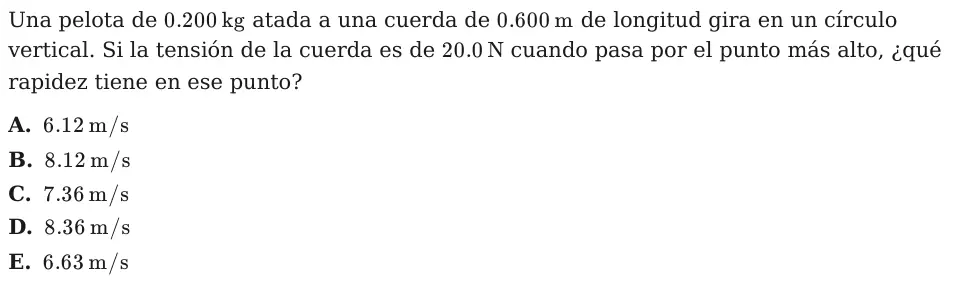 Una pelota de 0.200 kg atada a una cuerda de 0.600 m de longitud gira en un círculo
vertical. Si la tensión de la cuerda es de 20.0 N cuando pasa por el punto más alto, ¿qué
rapidez tiene en ese punto?
A. 6.12 m/s
B. 8.12 m/s
C. 7.36 m/s
D. 8.36 m/s
E. 6.63 m/s